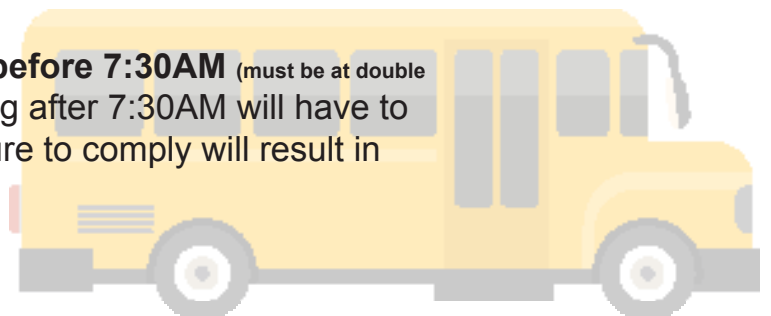 before 7:30AM (must be at double
g after 7:30AM will have to
ure to comply will result in